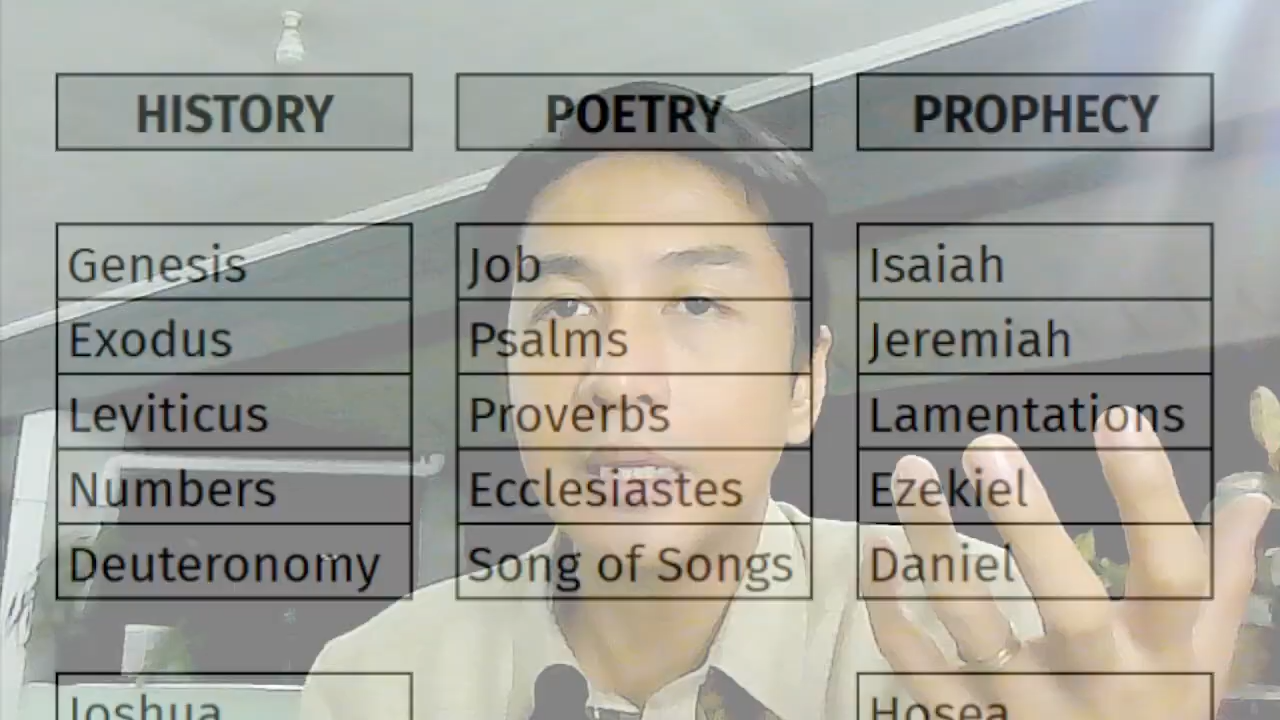 HISTORY
Genesis
Exodus
Leviticus
Numbers
Deuteronomy
Joshua
POETRY
Job
Psalms
Proverbs
Ecclesiastes
Song of Songs
PROPHECY
Isaiah
Jeremiah
Lamentations
Ezekiel
Daniel
Hosea